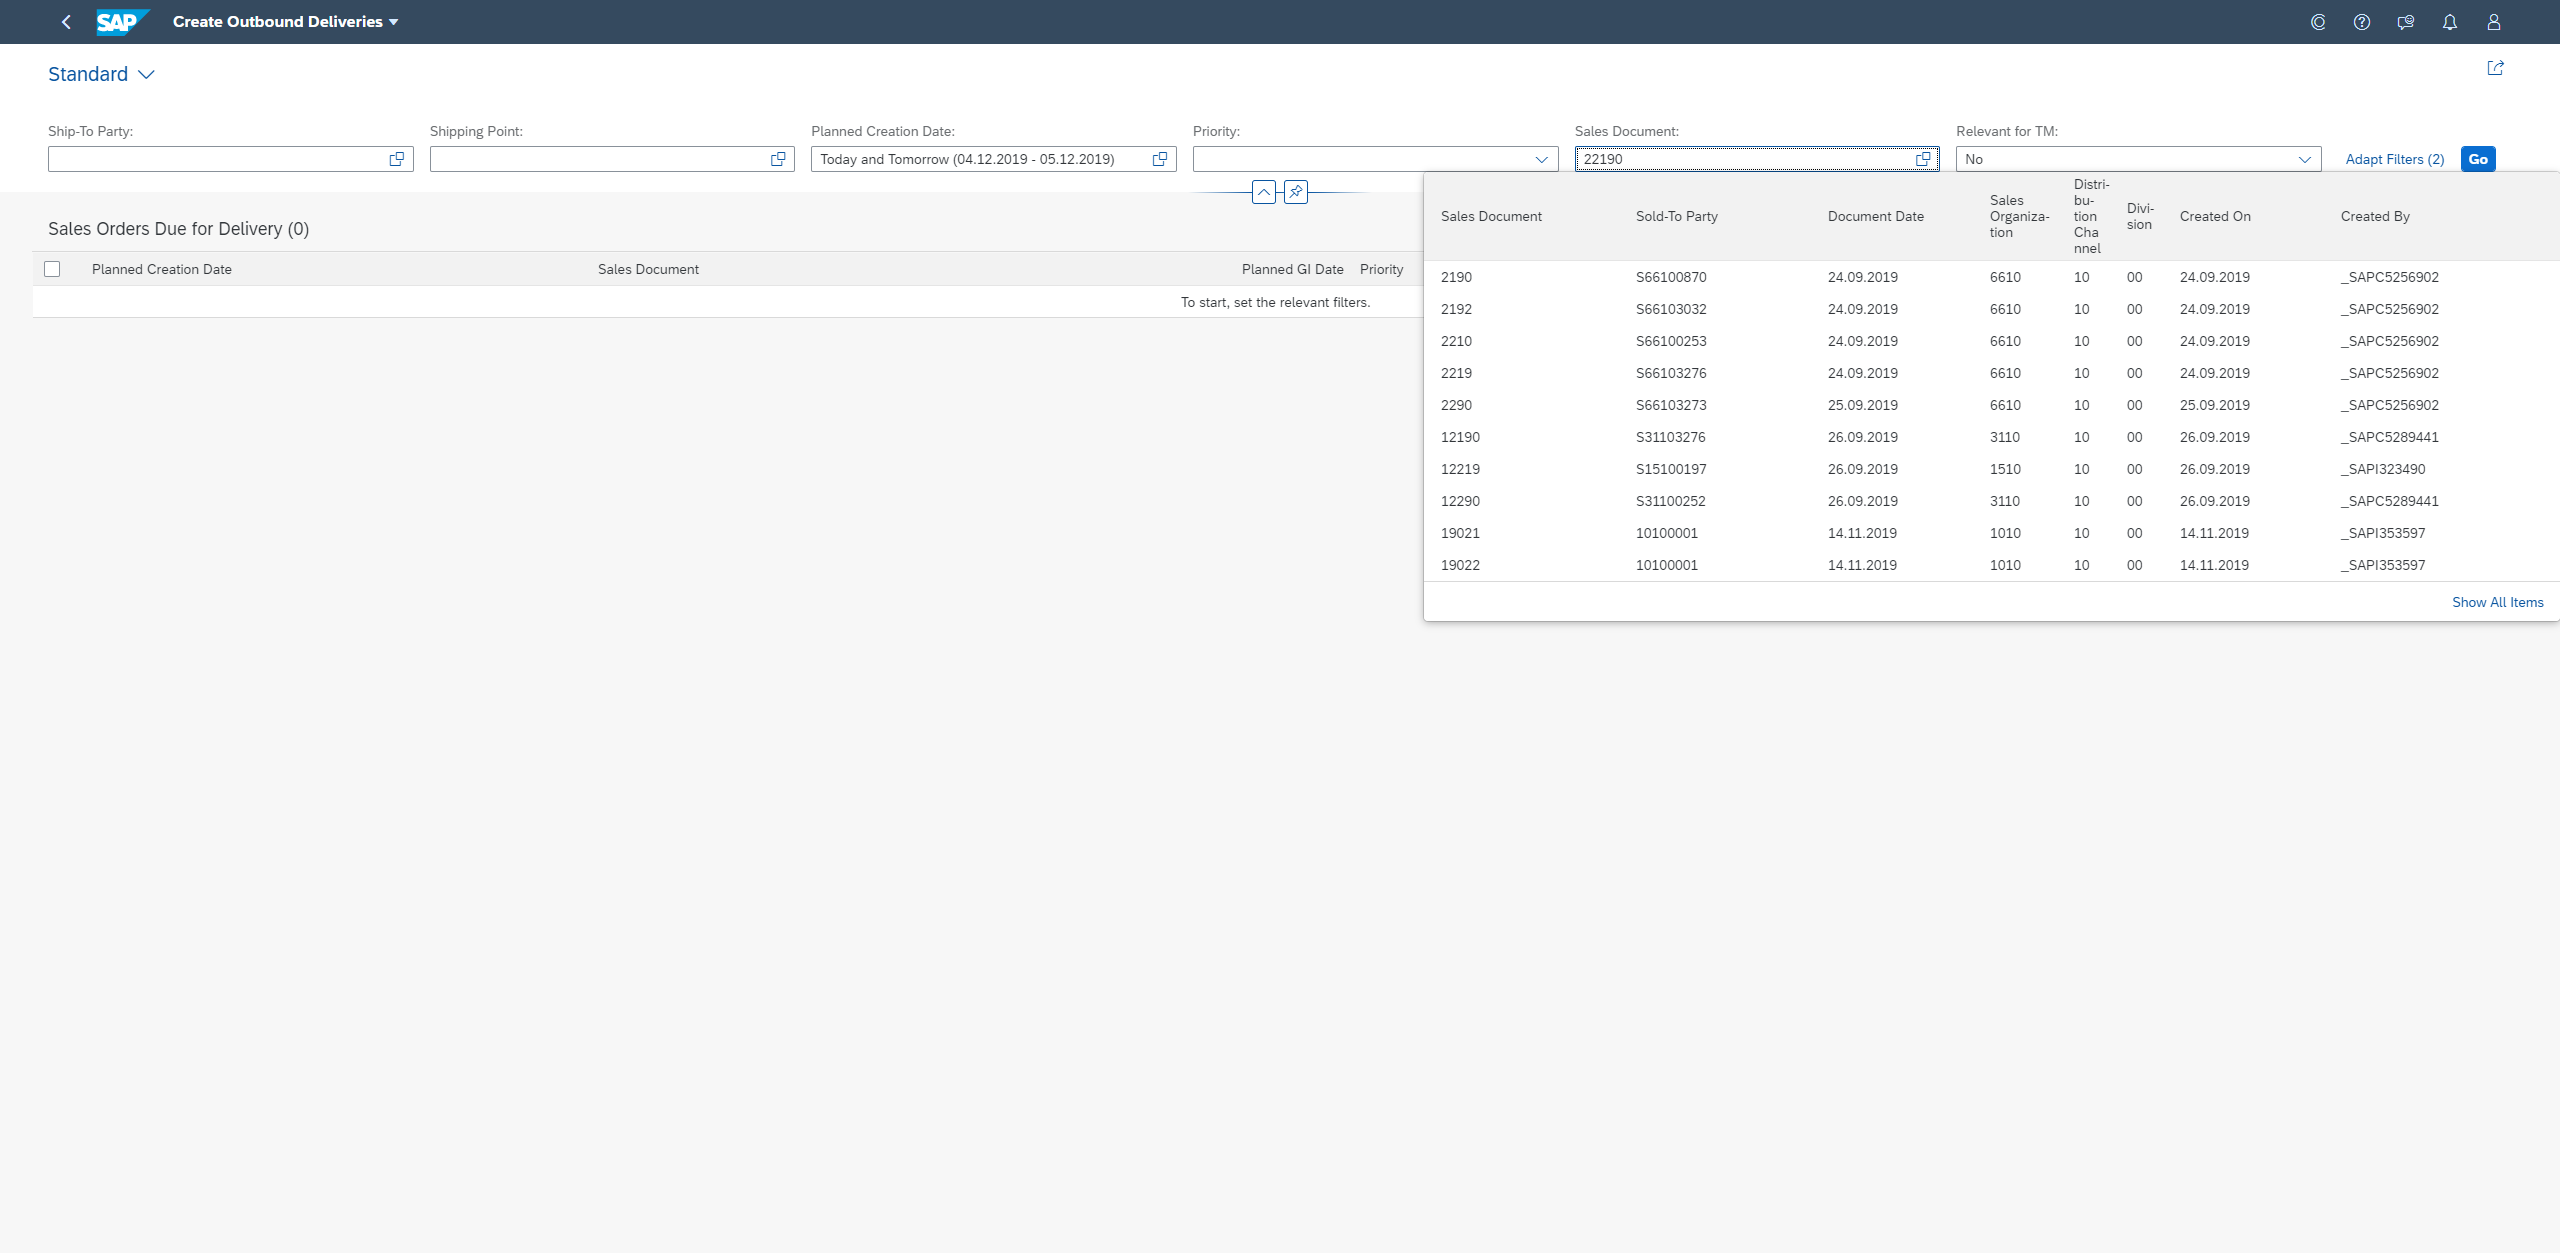 SAP Create Outbound Deliveries
Standard
Ship-To Party: Shipping Point: Planned Creation Date: Priority: Sales Document: Relevant for TM:
Today and Tomorrow (04.12.2019 - 05.12.2019) 22190 No Adapt Filters (2) Go
Sales Orders Due for Delivery (0)
Planned Creation Date Sales Document Planned GI Date Priority
To start, set the relevant filters.
Sales Document Sold-To Party Document Date Sales Organiza-tion Distri-bu-tion Cha nnel Divi-sion Created On Created By
2190 S66100870 24.09.2019 6610 10 00 24.09.2019 _SAPC5256902
2192 S66103032 24.09.2019 6610 10 00 24.09.2019 _SAPC5256902
2210 S66100253 24.09.2019 6610 10 00 24.09.2019 _SAPC5256902
2219 S66103276 24.09.2019 6610 10 00 24.09.2019 _SAPC5256902
2290 S66103273 25.09.2019 6610 10 00 25.09.2019 _SAPC5256902
12190 S31103276 26.09.2019 3110 10 00 26.09.2019 _SAPC5289441
12219 S15100197 26.09.2019 1510 10 00 26.09.2019 _SAPI323490
12290 S31100252 26.09.2019 3110 10 00 26.09.2019 _SAPC5289441
19021 10100001 14.11.2019 1010 10 00 14.11.2019 _SAPI353597
19022 10100001 14.11.2019 1010 10 00 14.11.2019 _SAPI353597
Show All Items